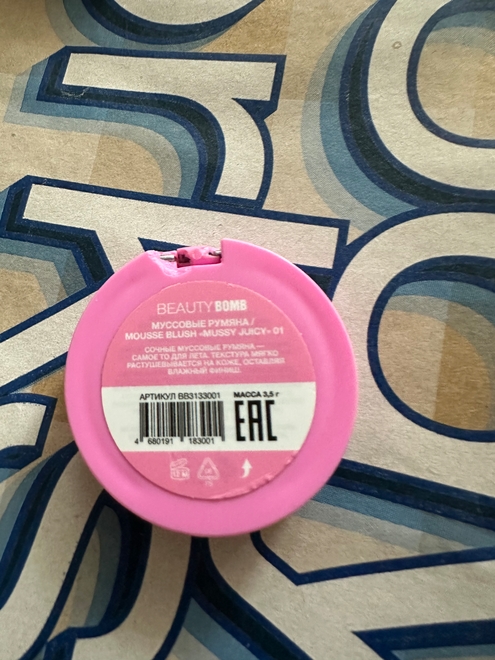 BEAUTY BOMB
МУССОВЫЕ РУМЯНА /
MOUSSE BLUSH «MUSSY JUICY» 01
СОЧНЫЕ МУССОВЫЕ РУМЯНА —
САМОЕ ТО ДЛЯ ЛЕТА. ТЕКСТУРА МЯГКО
РАСТУШЕВЫВАЕТСЯ НА КОЖЕ, ОСТАВЛЯЯ
ВЛАЖНЫЙ ФИНИШ.
АРТИКУЛ BB3133001
МАССА 3,5 г
4 680191 183001
EAC